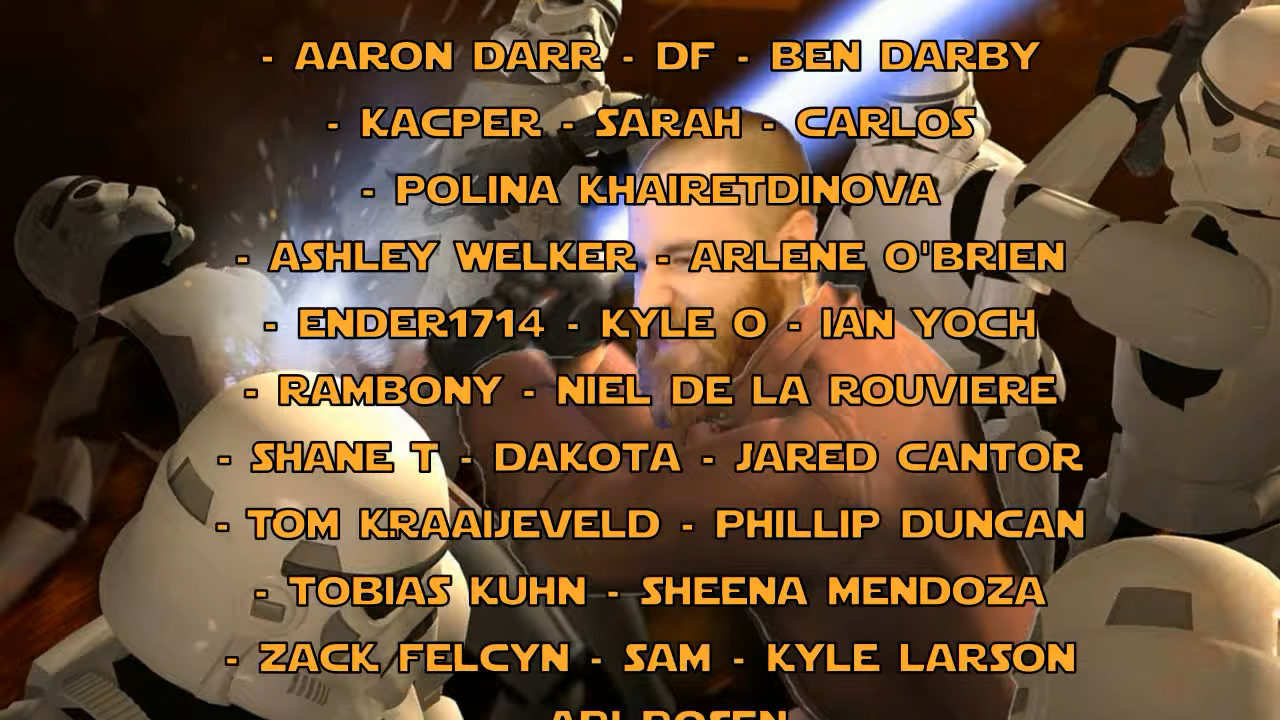 - AARON DARR - DF - BEN DARBY
- KACPER - SARAH - CARLOS
- POLINA KHAIRETDINOVA
- ASHLEY WELKER - ARLENE O'BRIEN
- ENDER1714 - KYLE O - IAN YOCH
- RAMBONY - NIEL DE LA ROUVIERE
- SHANE T - DAKOTA - JARED CANTOR
- TOM KRAAIJEVELD - PHILLIP DUNCAN
- TOBIAS KUHN - SHEENA MENDOZA
- ZACK FELCYN - SAM - KYLE LARSON